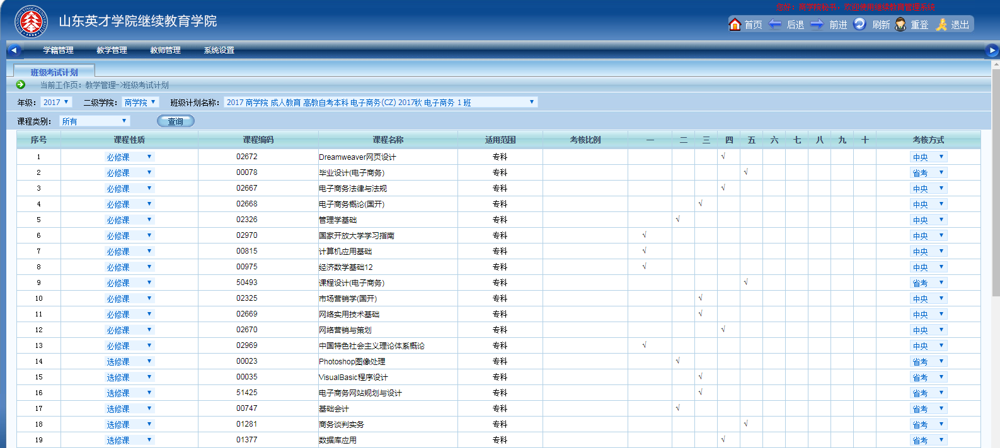 您好：商学院秘书，欢迎使用继续教育管理系统
山东英才学院继续教育学院
首页 后退 前进 刷新 重登 退出
学籍管理 教学管理 教师管理 系统设置
班级考试计划
当前工作页：教学管理->班级考试计划
年级： 2017 二级学院： 商学院 班级计划名称： 2017 商学院 成人教育 高教自考本科 电子商务(CZ) 2017秋 电子商务 1 班
课程类别： 所有 查询
序号 课程性质 课程编码 课程名称 适用范围 考核比例 一 二 三 四 五 六 七 八 九 十 考核方式
1 必修课 02672 Dreamweaver网页设计 专科 √ 中央
2 必修课 00078 毕业设计(电子商务) 专科 √ 省考
3 必修课 02667 电子商务法律与法规 专科 √ 中央
4 必修课 02668 电子商务概论(国开) 专科 √ 中央
5 必修课 02326 管理学基础 专科 √ 中央
6 必修课 02970 国家开放大学学习指南 专科 √ 中央
7 必修课 00815 计算机应用基础 专科 √ 中央
8 必修课 00975 经济数学基础12 专科 √ 中央
9 必修课 50493 课程设计(电子商务) 专科 √ 省考
10 必修课 02325 市场营销学(国开) 专科 √ 中央
11 必修课 02669 网络实用技术基础 专科 √ 中央
12 必修课 02670 网络营销与策划 专科 √ 中央
13 必修课 02969 中国特色社会主义理论体系概论 专科 √ 中央
14 选修课 00023 Photoshop图像处理 专科 √ 省考
15 选修课 00035 VisualBasic程序设计 专科 √ 省考
16 选修课 51425 电子商务网站规划与设计 专科 √ 省考
17 选修课 00747 基础会计 专科 √ 省考
18 选修课 01281 商务谈判实务 专科 √ 省考
19 选修课 01377 数据库应用 专科 √ 省考